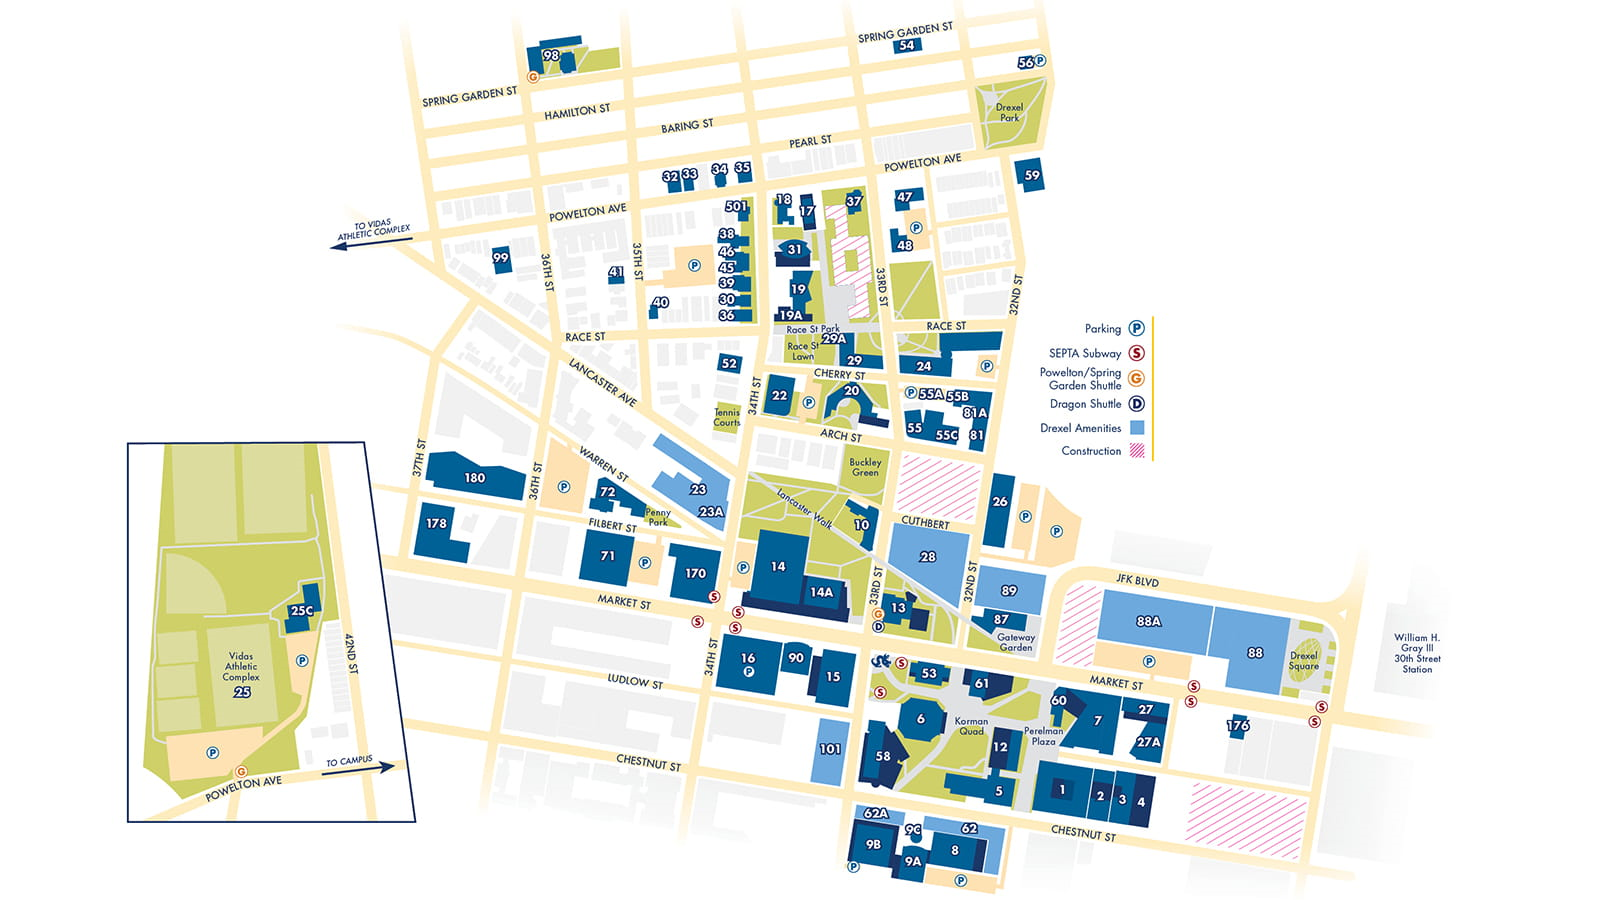 SPRING GARDEN ST
54
98
G
56 P
SPRING GARDEN ST
HAMILTON ST
BARING ST
Drexel
Park
PEARL ST
POWELTON AVE
32 33 34 35
59
TO VIDAS
ATHLETIC COMPLEX
POWELTON AVE
501
18
17
37
47
P
48
38
46
45
39
30
36
31
99
36TH ST
41
35TH ST
P
40
19
19A
33RD ST
32ND ST
RACE ST
Race St Park
29A
RACE ST
Race St
Lawn
29
24
P
52
LANCASTER AVE
CHERRY ST
34TH ST
22
P
20
P 55A 55B
81A
55
55C
81
Tennis
Courts
ARCH ST
Buckley
Green
Parking P
SEPTA Subway S
Powelton/Spring
Garden Shuttle G
Dragon Shuttle D
Drexel Amenities
Construction
37TH ST
180
36TH ST
WARREN ST
P
72
23
23A
Penny
Park
Lancaster Walk
10
CUTHBERT
26
P
P
178
FILBERT ST
71
P
170
P
14
14A
28
33RD ST
32ND ST
89
JFK BLVD
S
MARKET ST
S
S
S
G
D
13
87
Gateway
Garden
88A
88
P
Drexel
Square
William H.
Gray III
30th Street
Station
34TH ST
16
P
90
15
S
53
61
S
MARKET ST
S
S
S
S
LUDLOW ST
60
6
Korman
Quad
Perelman
Plaza
7
27
27A
176
101
58
12
CHESTNUT ST
5
1
2
3
4
62A
9C
62
9B
9A
8
P
P
CHESTNUT ST
25C
42ND ST
P
Vidas
Athletic
Complex
25
P
G
POWELTON AVE
TO CAMPUS